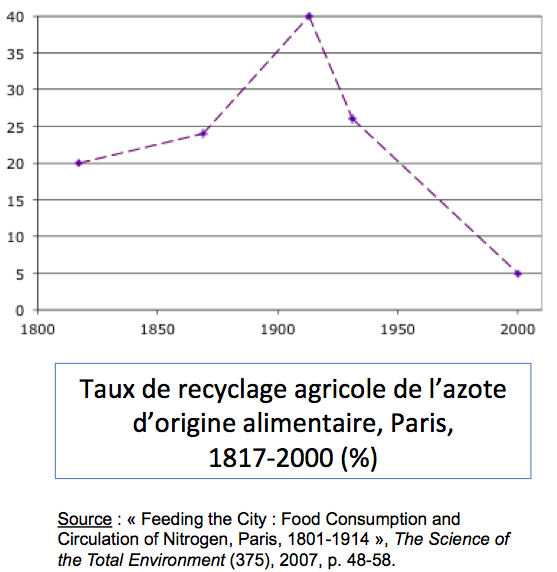 40
35
30
25
20
15
10
5
0
1800 1850 1900 1950 2000
Taux de recyclage agricole de l’azote
d’origine alimentaire, Paris,
1817-2000 (%)
Source : « Feeding the City : Food Consumption and
Circulation of Nitrogen, Paris, 1801-1914 », The Science of
the Total Environment (375), 2007, p. 48-58.